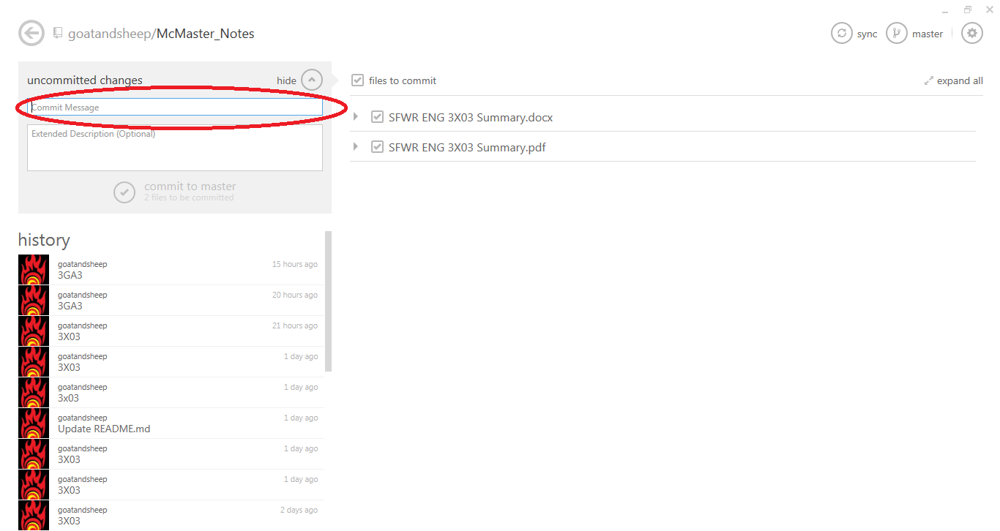 goatandsheep/McMaster_Notes
sync
master
uncommitted changes
hide
Commit Message
Extended Description (Optional)
commit to master
2 files to be committed
files to commit
expand all
SFWR ENG 3X03 Summary.docx
SFWR ENG 3X03 Summary.pdf
history
goatandsheep 15 hours ago
3GA3
goatandsheep 20 hours ago
3GA3
goatandsheep 21 hours ago
3X03
goatandsheep 1 day ago
3X03
goatandsheep 1 day ago
3x03
goatandsheep 1 day ago
Update README.md
goatandsheep 1 day ago
3X03
goatandsheep 1 day ago
3X03
goatandsheep 2 days ago
3X03